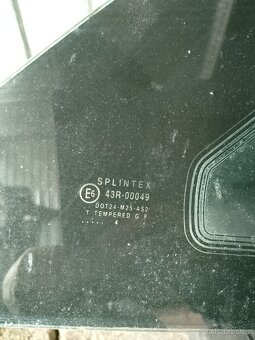 SPLINTEX
E6 43R-00049
DOT24-M25-AS2
T TEMPERED G F
..... 4